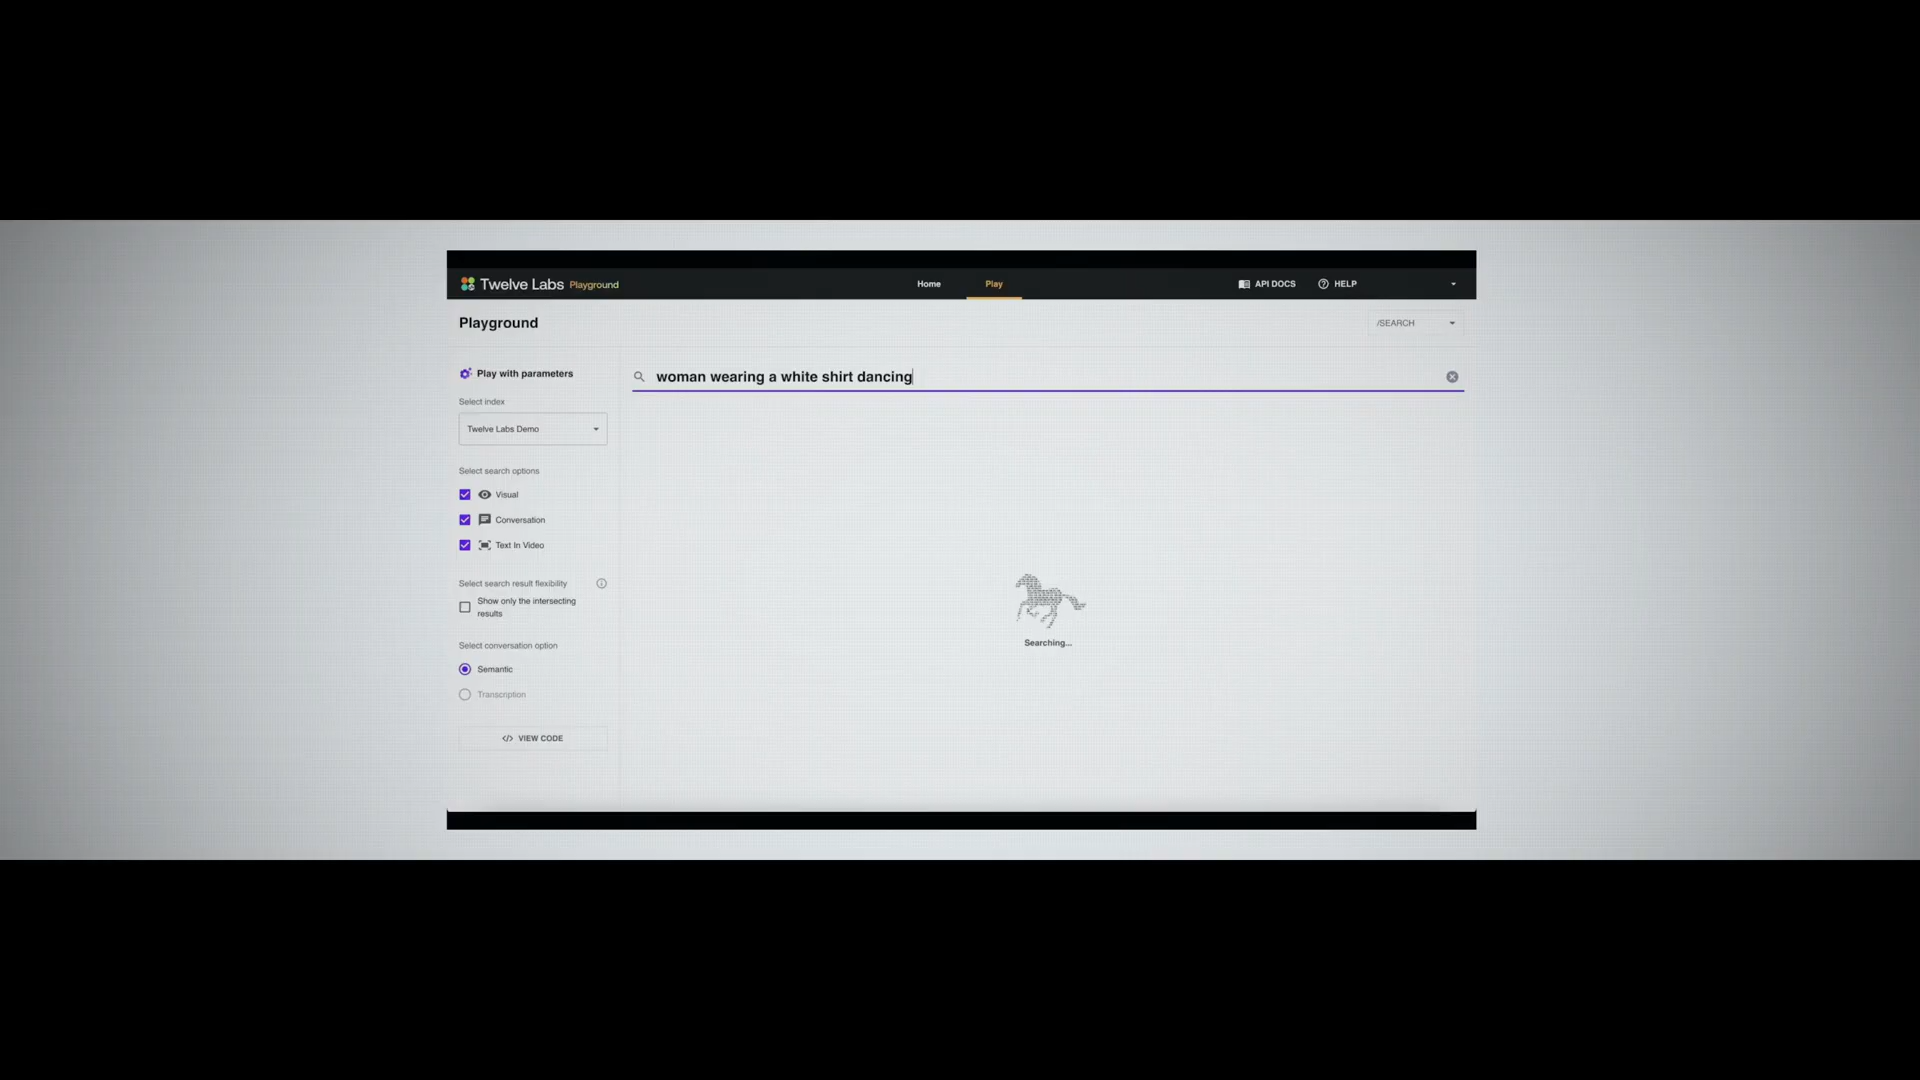 Twelve Labs Playground
Home
Play
API DOCS
HELP
Playground
/SEARCH
Play with parameters
woman wearing a white shirt dancing
Select index
Twelve Labs Demo
Select search options
Visual
Conversation
Text In Video
Select search result flexibility
Show only the intersecting
results
Searching...
Select conversation option
Semantic
Transcription
</> VIEW CODE